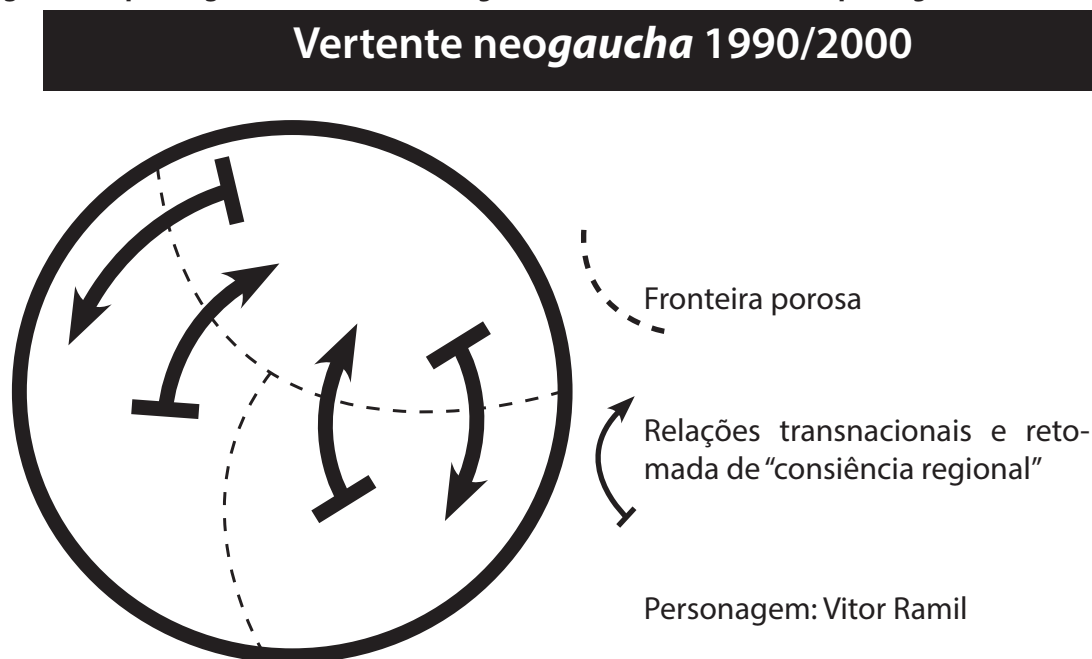 Vertente neogaucha 1990/2000
Fronteira porosa
Relações transnacionais e reto-
mada de “consiência regional”
Personagem: Vitor Ramil